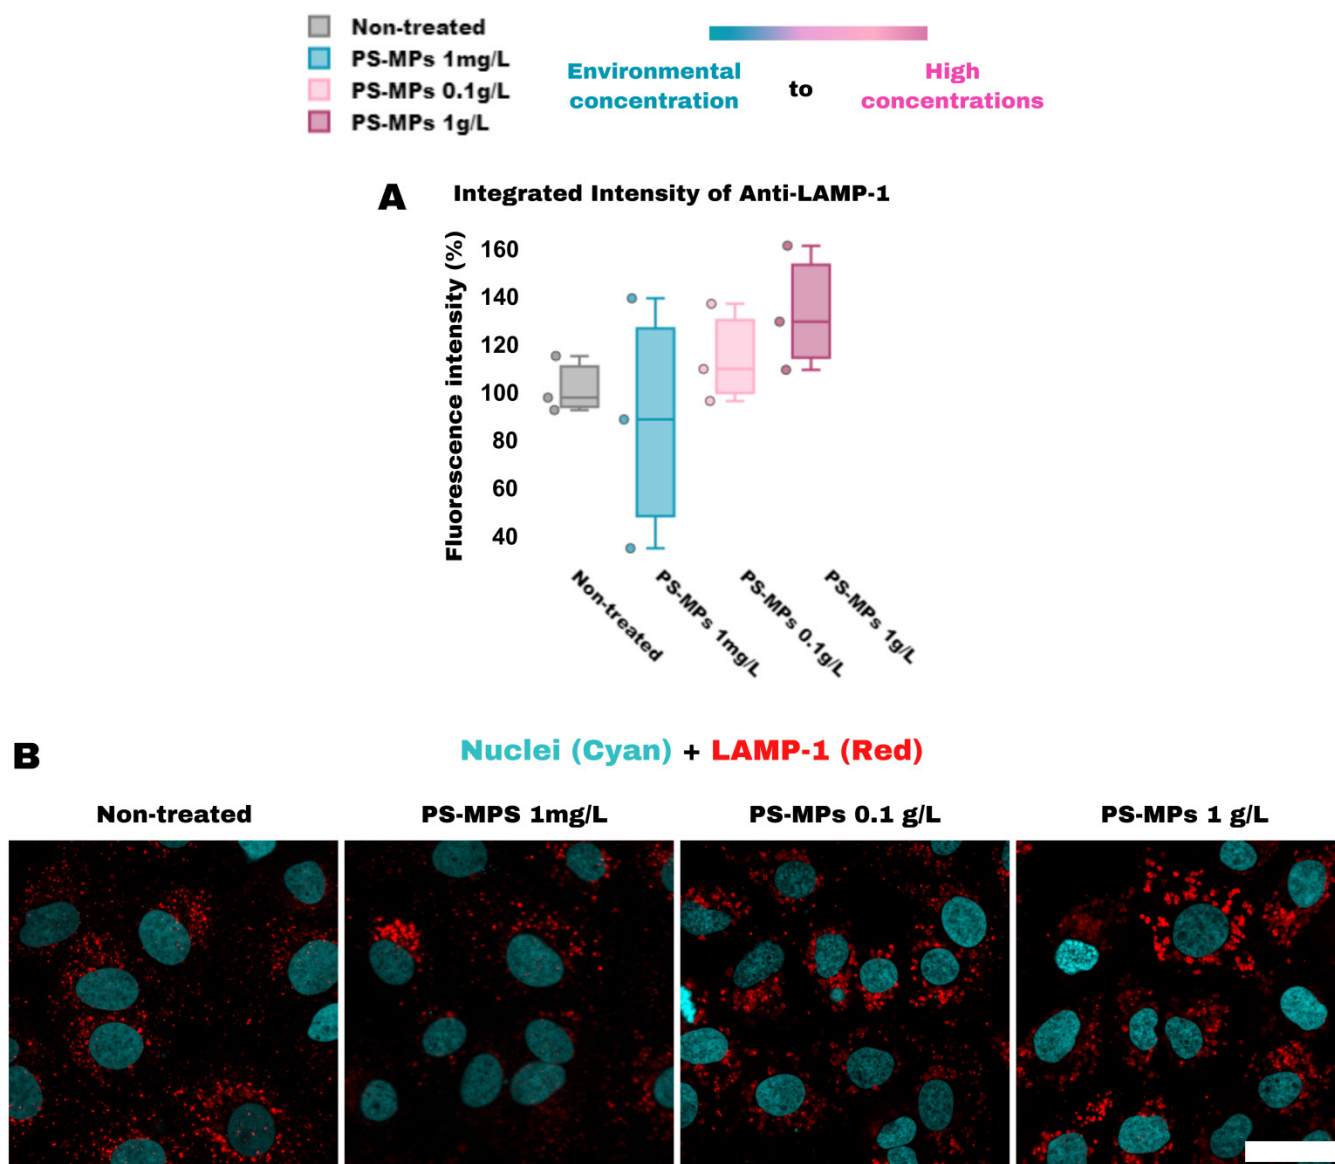 Non-treated
PS-MPs 1mg/L
PS-MPs 0.1g/L
PS-MPs 1g/L
Environmental
concentration
to
High
concentrations
A
Integrated Intensity of Anti-LAMP-1
Fluorescence intensity (%)
160
140
120
100
80
60
40
Non-treated
PS-MPs 1mg/L
PS-MPs 0.1g/L
PS-MPs 1g/L
B
Nuclei (Cyan) + LAMP-1 (Red)
Non-treated
PS-MPS 1mg/L
PS-MPs 0.1 g/L
PS-MPs 1 g/L